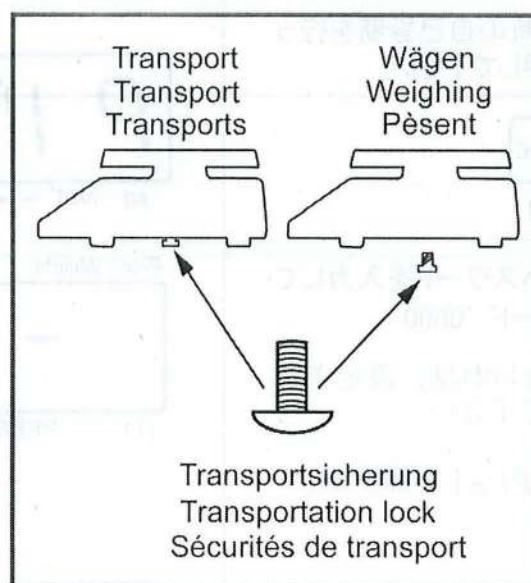 Transport
Transport
Transports
Wägen
Weighing
Pèsent
Transportsicherung
Transportation lock
Sécurités de transport